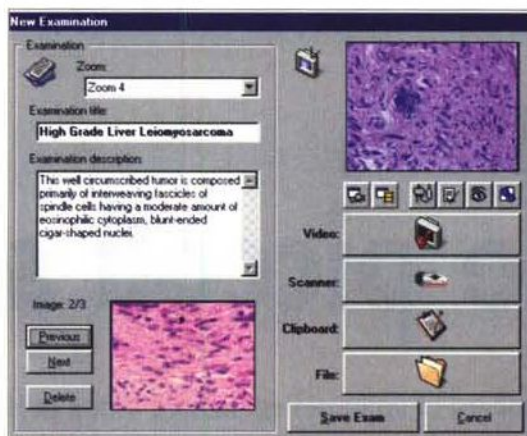 New Examination
Examination
Zoom:
Zoom 4
Examination title:
High Grade Liver Leiomyosarcoma
Examination description:
This well circumscribed tumor is composed
primarily of interweaving fascicles of
spindle cells having a moderate amount of
eosinophilic cytoplasm, blunt-ended
cigar-shaped nuclei.
Image: 2/3
Previous
Next
Delete
Video:
Scanner:
Clipboard:
File:
Save Exam
Cancel